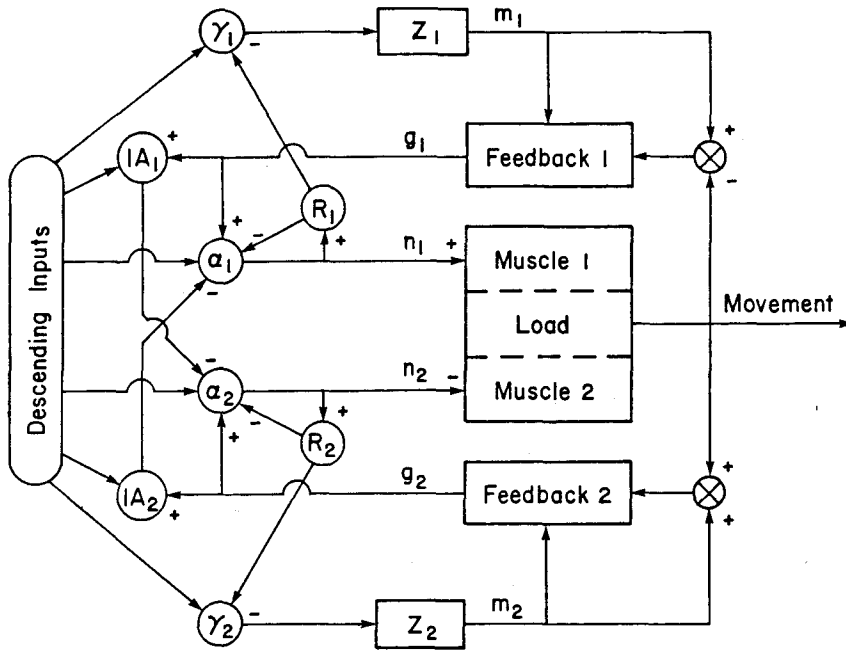 γ₁
-
Z₁
m₁
+
IA₁
+
g₁
Feedback 1
-
R₁
+
-
+
α₁
-
n₁
+
Muscle 1
Load
Movement
Descending Inputs
-
α₂
n₂
-
Muscle 2
+
-
+
R₂
IA₂
+
g₂
Feedback 2
+
+
γ₂
-
Z₂
m₂